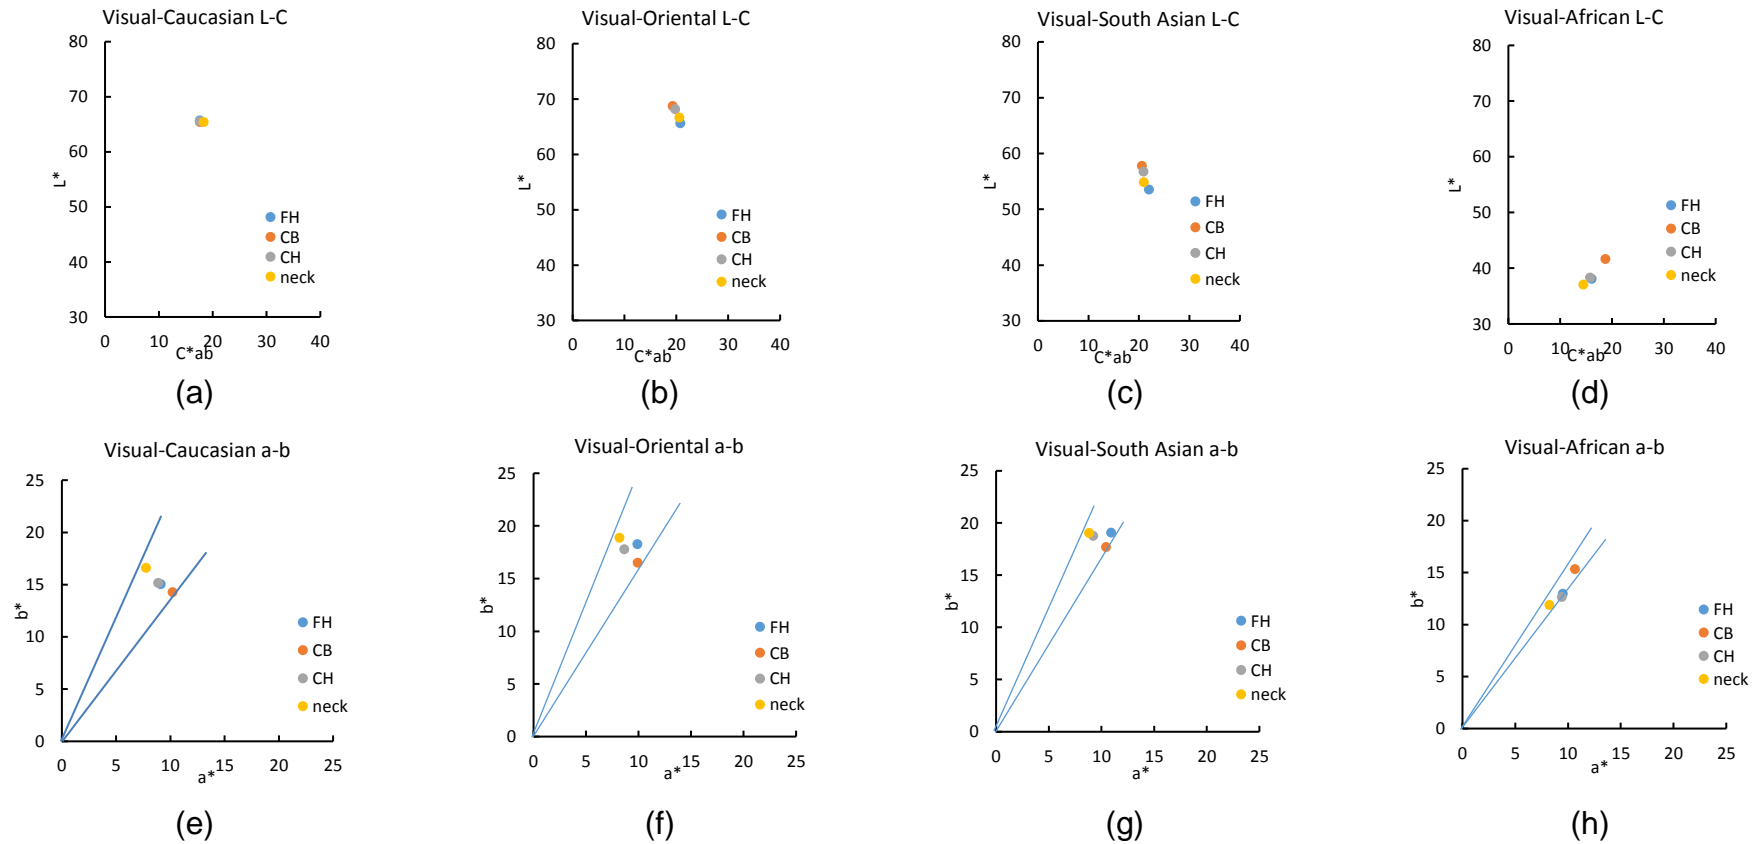 Visual-Caucasian L-C
80
70
60
50
40
30
L*
0 10 20 30 40
C*ab
FH
CB
CH
neck
(a)
Visual-Oriental L-C
80
70
60
50
40
30
L*
0 10 20 30 40
C*ab
FH
CB
CH
neck
(b)
Visual-South Asian L-C
80
70
60
50
40
30
L*
0 10 20 30 40
C*ab
FH
CB
CH
neck
(c)
Visual-African L-C
80
70
60
50
40
30
L*
0 10 20 30 40
C*ab
FH
CB
CH
neck
(d)
Visual-Caucasian a-b
25
20
15
10
5
0
b*
0 5 10 15 20 25
a*
FH
CB
CH
neck
(e)
Visual-Oriental a-b
25
20
15
10
5
0
b*
0 5 10 15 20 25
a*
FH
CB
CH
neck
(f)
Visual-South Asian a-b
25
20
15
10
5
0
b*
0 5 10 15 20 25
a*
FH
CB
CH
neck
(g)
Visual-African a-b
25
20
15
10
5
0
b*
0 5 10 15 20 25
a*
FH
CB
CH
neck
(h)